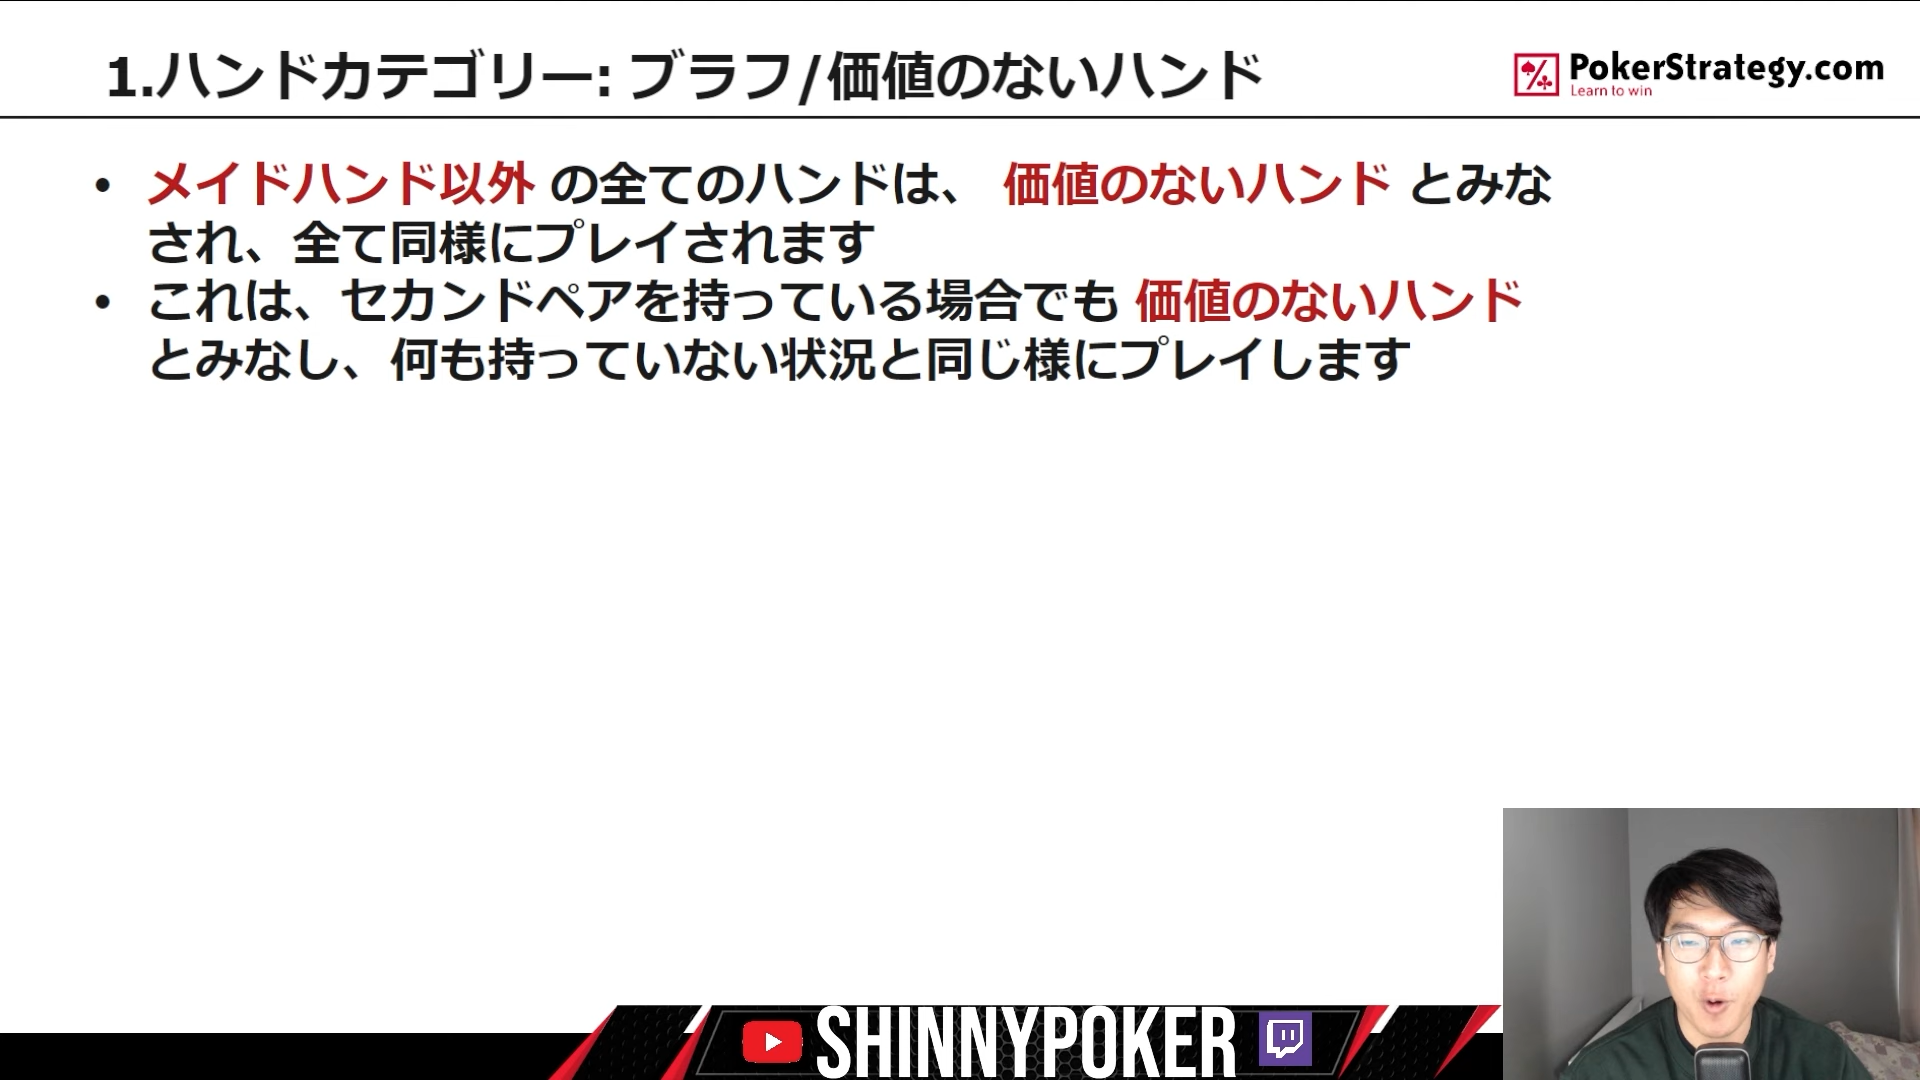 1.ハンドカテゴリー: ブラフ/価値のないハンド
PokerStrategy.com
Learn to win
• メイドハンド以外 の全てのハンドは、 価値のないハンド とみな
され、全て同様にプレイされます
• これは、セカンドペアを持っている場合でも 価値のないハンド
とみなし、何も持っていない状況と同じ様にプレイします
SHINNYPOKER